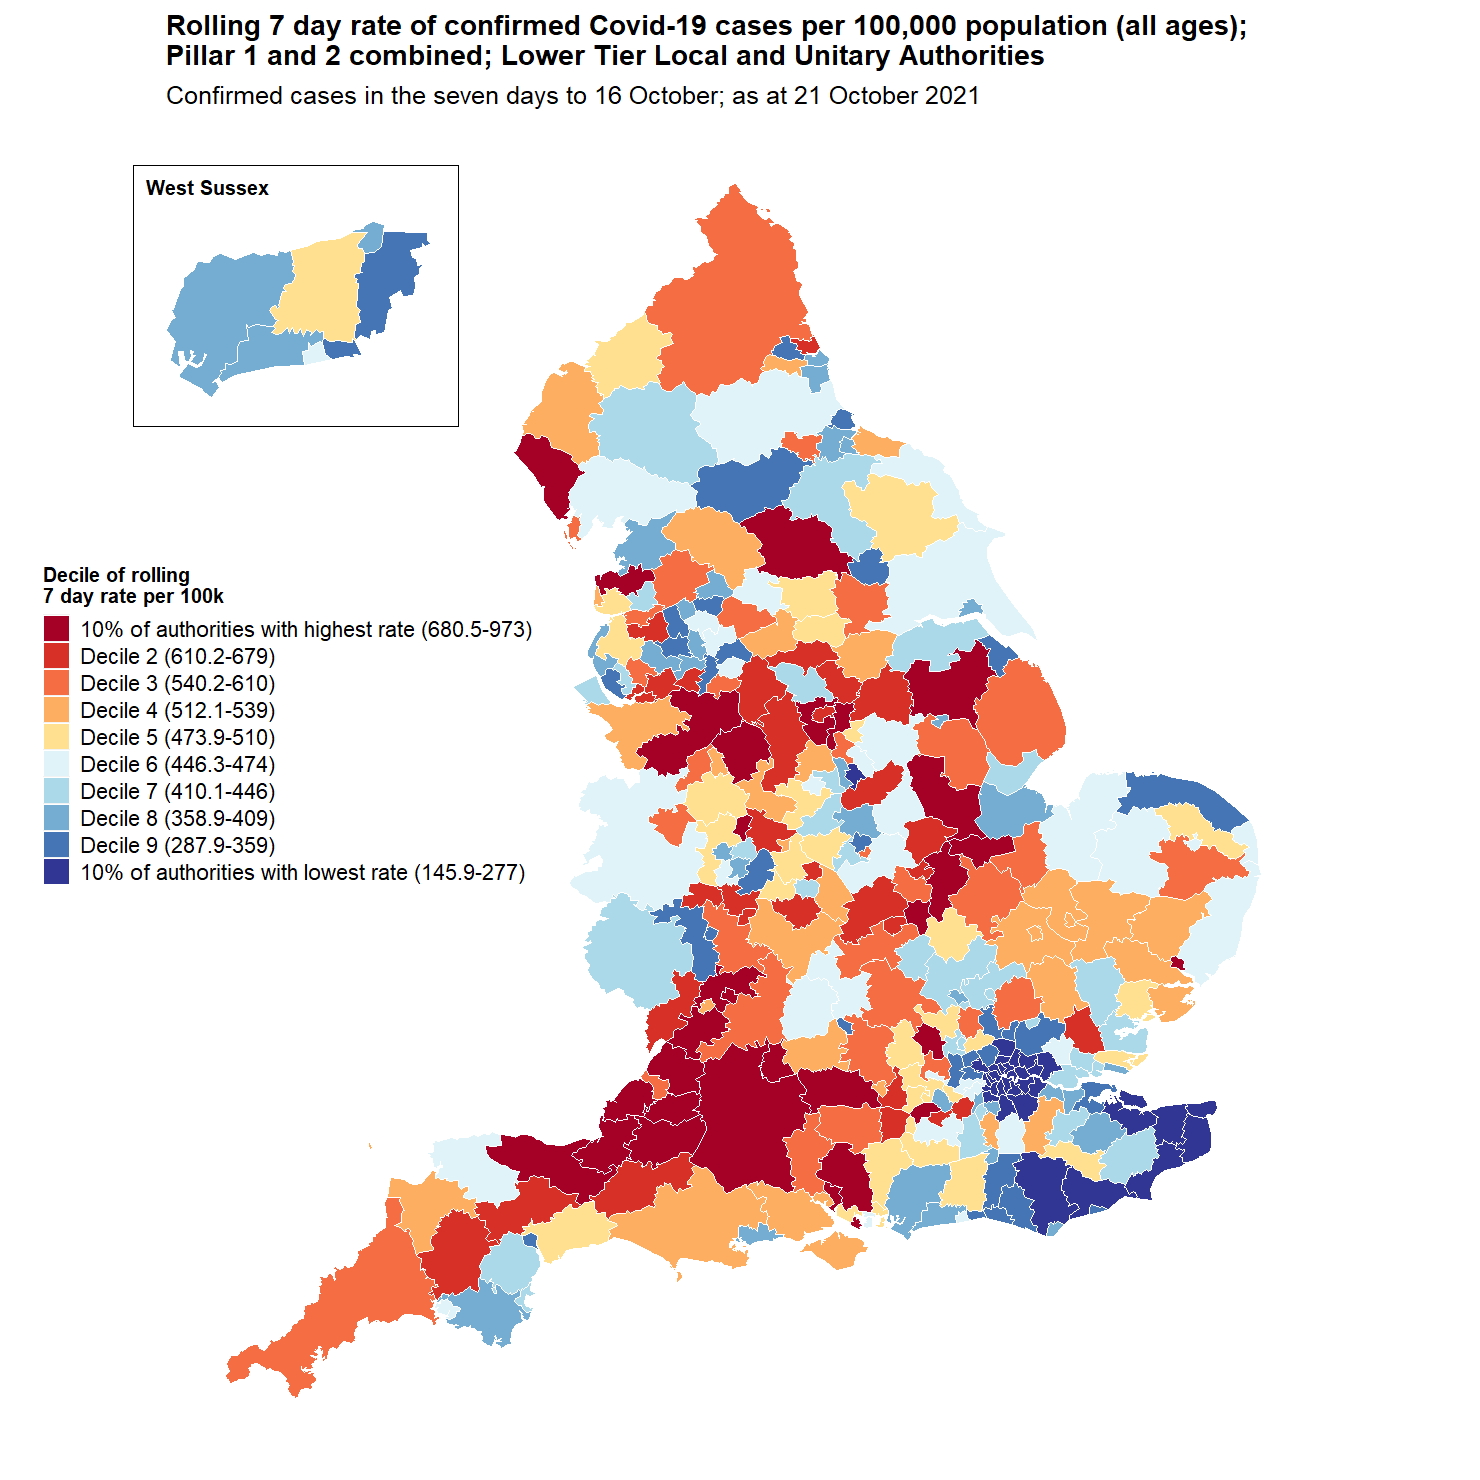 Rolling 7 day rate of confirmed Covid-19 cases per 100,000 population (all ages);
Pillar 1 and 2 combined; Lower Tier Local and Unitary Authorities
Confirmed cases in the seven days to 16 October; as at 21 October 2021
West Sussex
Decile of rolling
7 day rate per 100k
10% of authorities with highest rate (680.5-973)
Decile 2 (610.2-679)
Decile 3 (540.2-610)
Decile 4 (512.1-539)
Decile 5 (473.9-510)
Decile 6 (446.3-474)
Decile 7 (410.1-446)
Decile 8 (358.9-409)
Decile 9 (287.9-359)
10% of authorities with lowest rate (145.9-277)